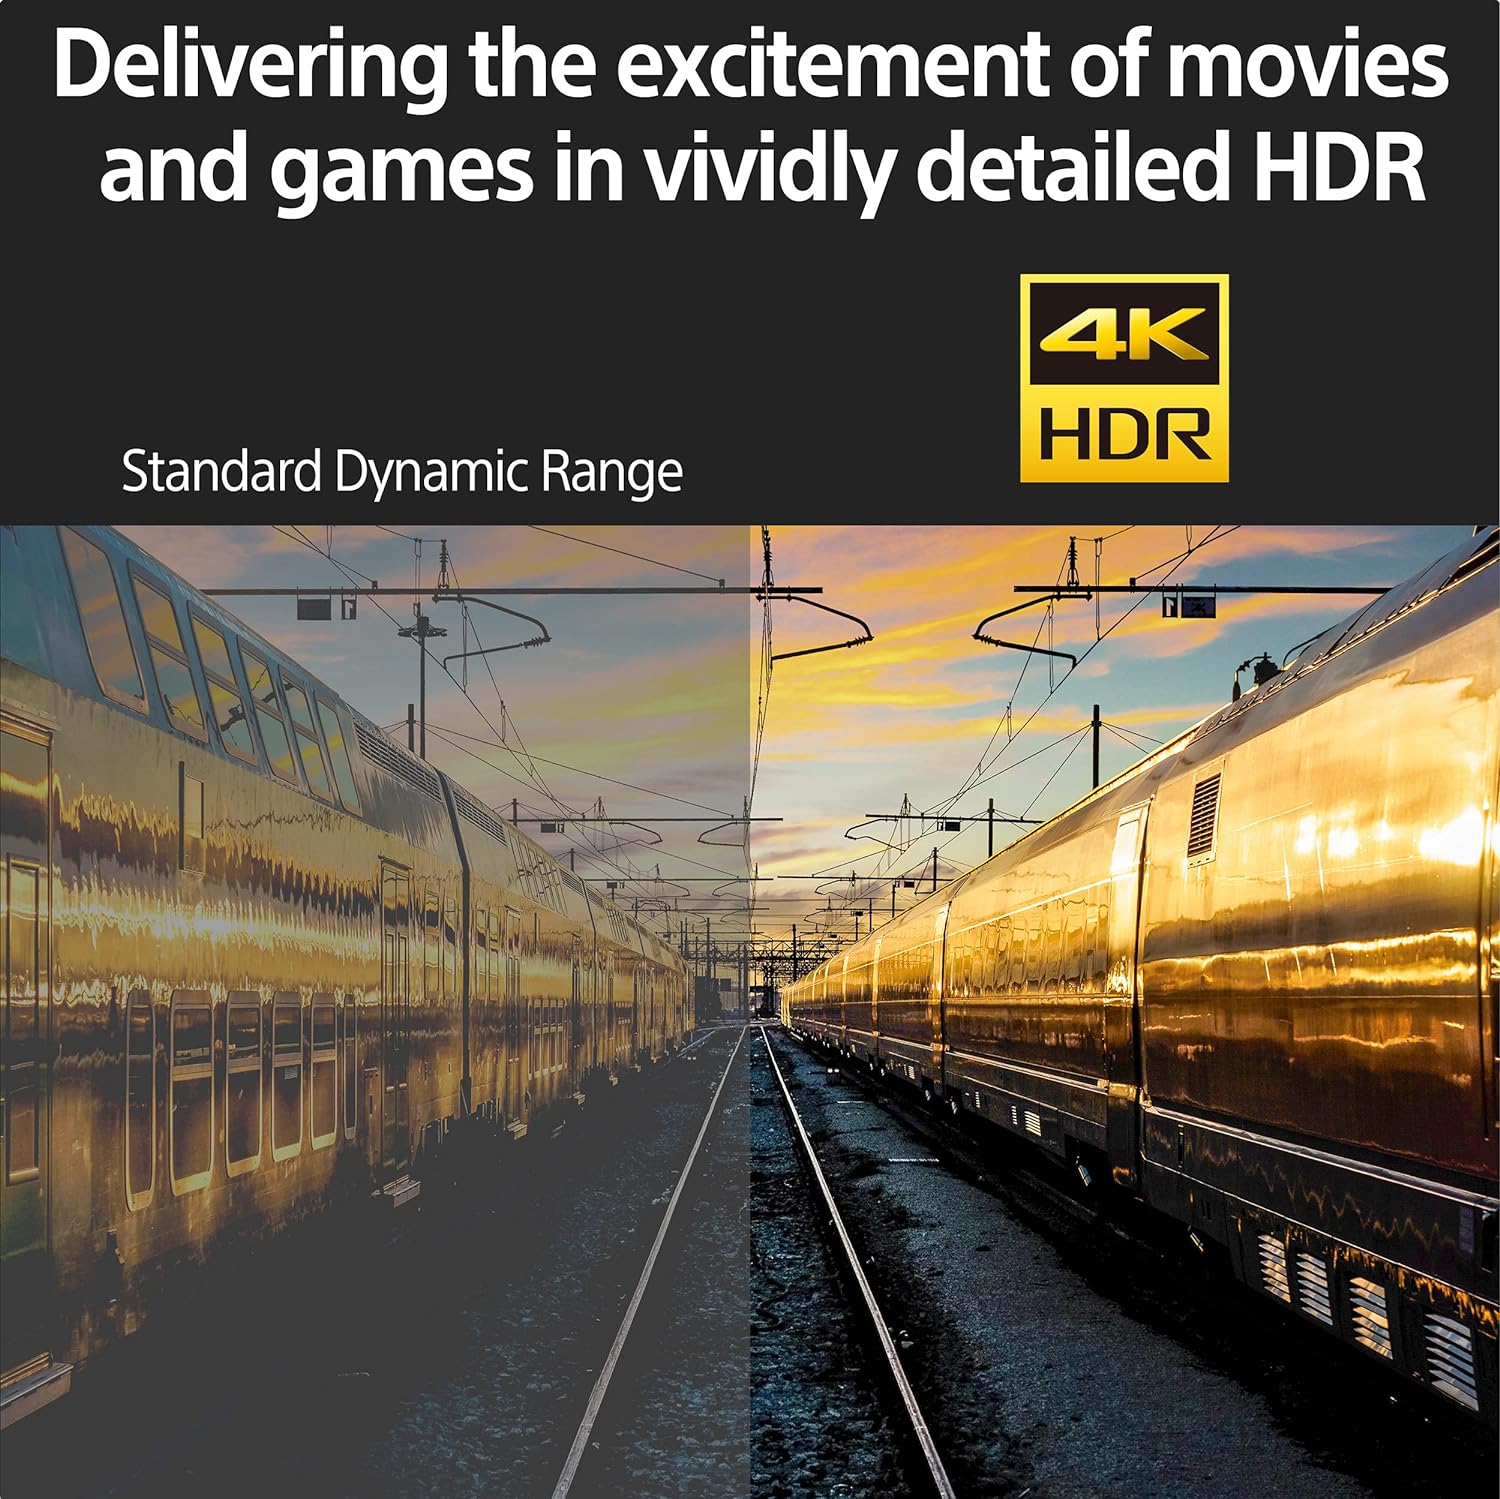 Delivering the excitement of movies
and games in vividly detailed HDR
4K
HDR
Standard Dynamic Range